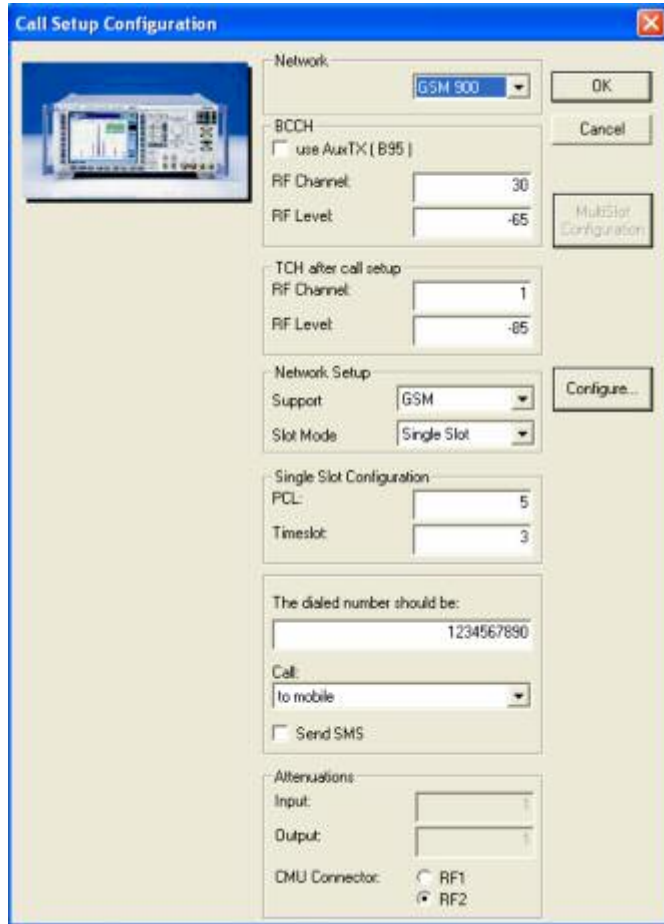 Call Setup Configuration
Network
GSM 900
OK
BCCH
use AuxTX ( B95 )
Cancel
RF Channel: 30
RF Level: -65
MultiSlot
Configuration
TCH after call setup
RF Channel: 1
RF Level: -85
Network Setup
Support GSM
Configure...
Slot Mode Single Slot
Single Slot Configuration
PCL: 5
Timeslot: 3
The dialed number should be:
1234567890
Call:
to mobile
Send SMS
Attenuations
Input: 1
Output: 1
CMU Connector: RF1
RF2